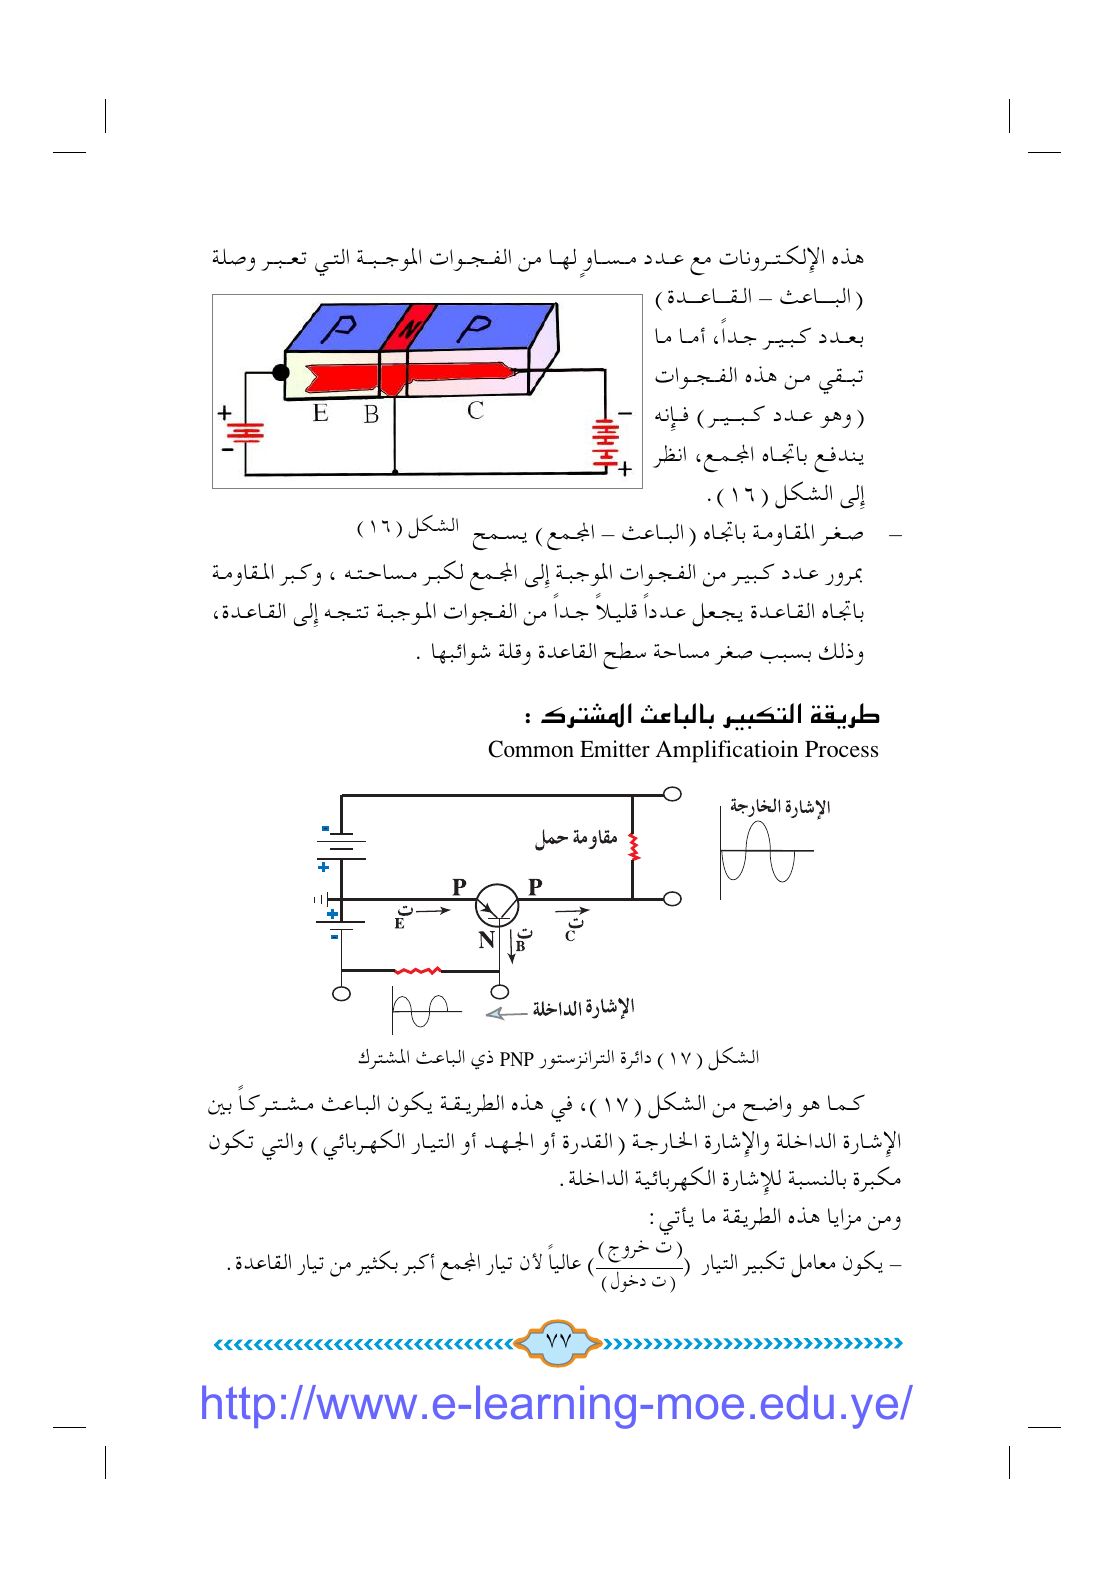 هذه الإلكترونات مع عدد مساوٍ لها من الفجوات الموجبة التي تعبر وصلة
(الباعث – القاعدة)
بعدد كبير جداً، أما ما
تبقي من هذه الفجوات
(وهو عدد كبير) فإنه
يندفع باتجاه المجمع، انظر
إلى الشكل (١٦).
P N P
E B C
+ - - +
الشكل (١٦)
– صغر المقاومة باتجاه (الباعث – المجمع) يسمح
بمرور عدد كبير من الفجوات الموجبة إلى المجمع لكبر مساحته ، وكبر المقاومة
باتجاه القاعدة يجعل عدداً قليلاً جداً من الفجوات الموجبة تتجه إلى القاعدة،
وذلك بسبب صغر مساحة سطح القاعدة وقلة شوائبها .
طريقة التكبير بالباعث المشترك :
Common Emitter Amplificatioin Process
الإشارة الخارجة
مقاومة حمل
- +
+ -
P P
N
ت E
ت B
ت C
الإشارة الداخلة
الشكل (١٧) دائرة الترانزستور PNP ذي الباعث المشترك
كما هو واضح من الشكل (١٧)، في هذه الطريقة يكون الباعث مشتركاً بين
الإشارة الداخلة والإشارة الخارجة (القدرة أو الجهد أو التيار الكهربائي) والتي تكون
مكبرة بالنسبة للإشارة الكهربائية الداخلة.
ومن مزايا هذه الطريقة ما يأتي:
– يكون معامل تكبير التيار ((ت خروج) / (ت دخول)) عالياً لأن تيار المجمع أكبر بكثير من تيار القاعدة.
٧٧
http://www.e-learning-moe.edu.ye/